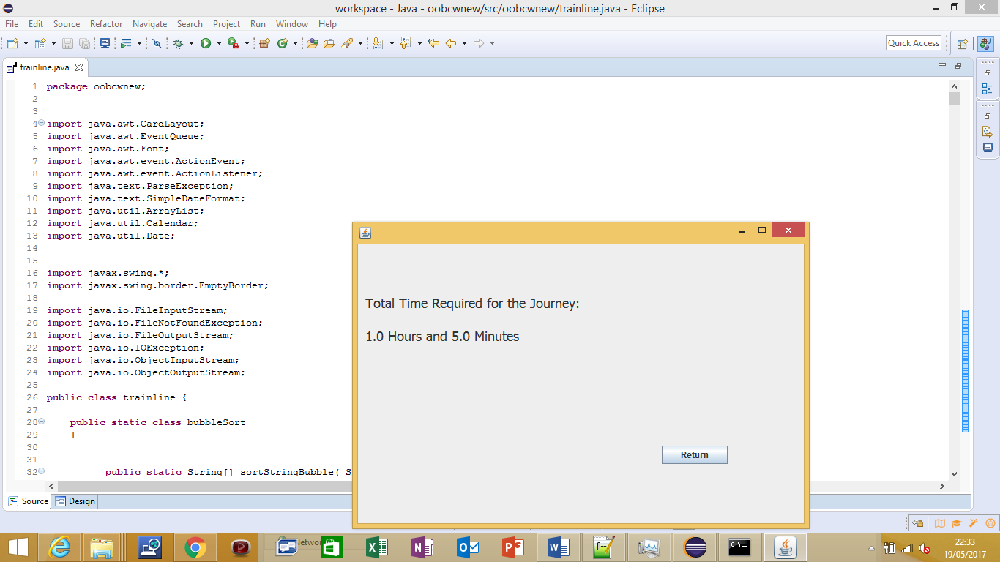 workspace - Java - oobcwnew/src/oobcwnew/trainline.java - Eclipse
File Edit Source Refactor Navigate Search Project Run Window Help
Quick Access
trainline.java
1 package oobcwnew;
2
3
4 import java.awt.CardLayout;
5 import java.awt.EventQueue;
6 import java.awt.Font;
7 import java.awt.event.ActionEvent;
8 import java.awt.event.ActionListener;
9 import java.text.ParseException;
10 import java.text.SimpleDateFormat;
11 import java.util.ArrayList;
12 import java.util.Calendar;
13 import java.util.Date;
14
15
16 import javax.swing.*;
17 import javax.swing.border.EmptyBorder;
18
19 import java.io.FileInputStream;
20 import java.io.FileNotFoundException;
21 import java.io.FileOutputStream;
22 import java.io.IOException;
23 import java.io.ObjectInputStream;
24 import java.io.ObjectOutputStream;
25
26 public class trainline {
27
28 public static class bubbleSort
29 {
30
31
32 public static String[] sortStringBubble( S
Total Time Required for the Journey:
1.0 Hours and 5.0 Minutes
Return
Source Design
22:33
19/05/2017